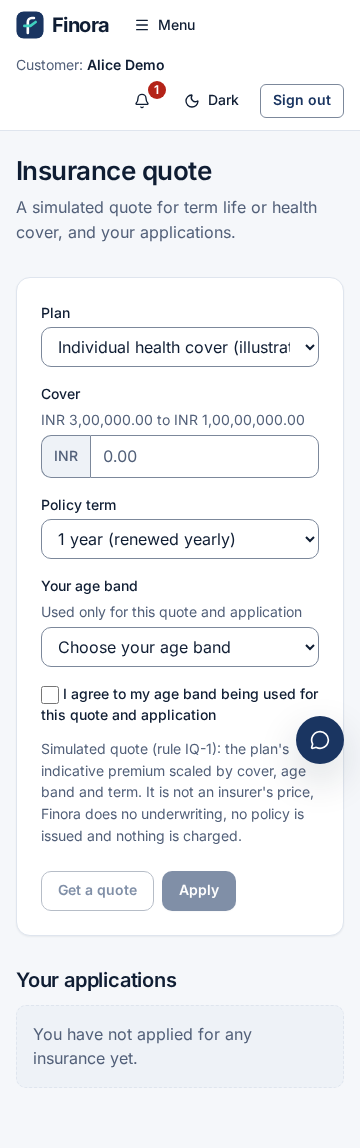 Finora
Menu
Customer: Alice Demo
1
Dark
Sign out
Insurance quote
A simulated quote for term life or health
cover, and your applications.
Plan
Individual health cover (illustrat
Cover
INR 3,00,000.00 to INR 1,00,00,000.00
INR
0.00
Policy term
1 year (renewed yearly)
Your age band
Used only for this quote and application
Choose your age band
I agree to my age band being used for
this quote and application
Simulated quote (rule IQ-1): the plan's
indicative premium scaled by cover, age
band and term. It is not an insurer's price,
Finora does no underwriting, no policy is
issued and nothing is charged.
Get a quote
Apply
Your applications
You have not applied for any
insurance yet.